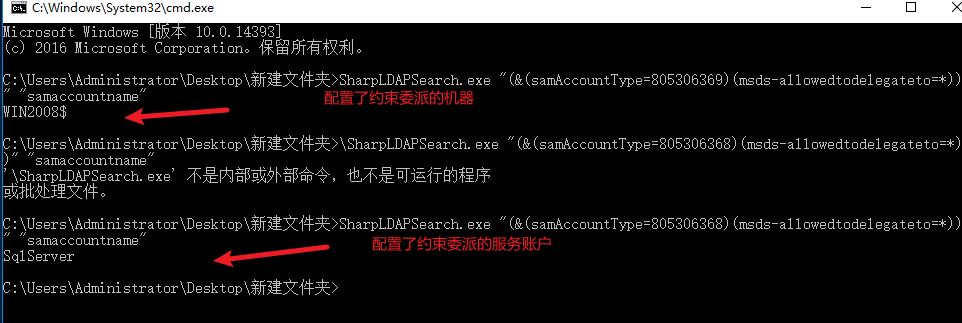 C:\Windows\System32\cmd.exe
Microsoft Windows [版本 10.0.14393]
(c) 2016 Microsoft Corporation。保留所有权利。
C:\Users\Administrator\Desktop\新建文件夹>SharpLDAPSearch.exe "(&(samAccountType=805306369)(msds-allowedtodelegateto=*))
" "samaccountname"
配置了约束委派的机器
WIN2008$
C:\Users\Administrator\Desktop\新建文件夹>\SharpLDAPSearch.exe "(&(samAccountType=805306368)(msds-allowedtodelegateto=*)
)" "samaccountname"
'\SharpLDAPSearch.exe' 不是内部或外部命令，也不是可运行的程序
或批处理文件。
C:\Users\Administrator\Desktop\新建文件夹>SharpLDAPSearch.exe "(&(samAccountType=805306368)(msds-allowedtodelegateto=*))
" "samaccountname"
配置了约束委派的服务账户
SqlServer
C:\Users\Administrator\Desktop\新建文件夹>